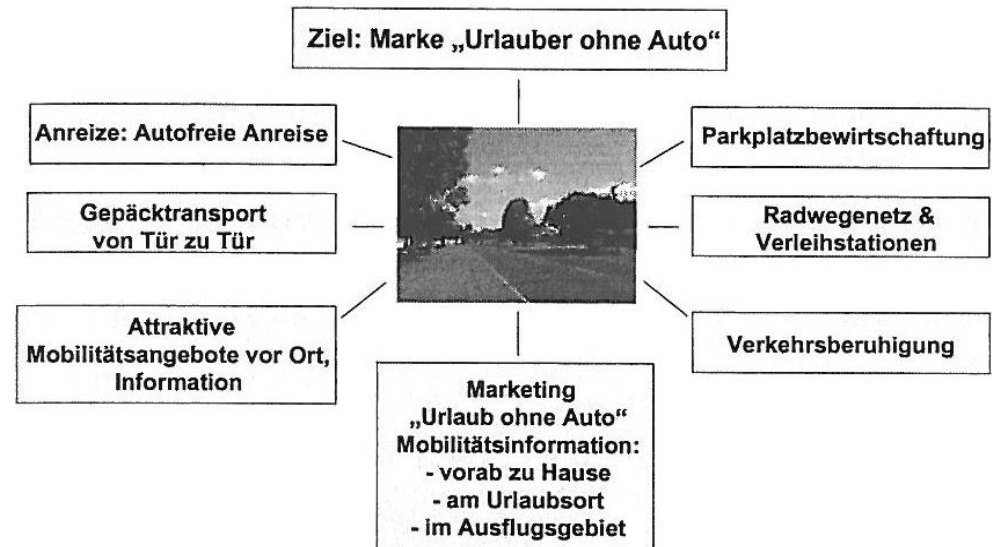 Ziel: Marke „Urlauber ohne Auto“
Anreize: Autofreie Anreise
Parkplatzbewirtschaftung
Gepäcktransport
von Tür zu Tür
Radwegenetz &
Verleihstationen
Attraktive
Mobilitätsangebote vor Ort,
Information
Verkehrsberuhigung
Marketing
„Urlaub ohne Auto“
Mobilitätsinformation:
- vorab zu Hause
- am Urlaubsort
- im Ausflugsgebiet